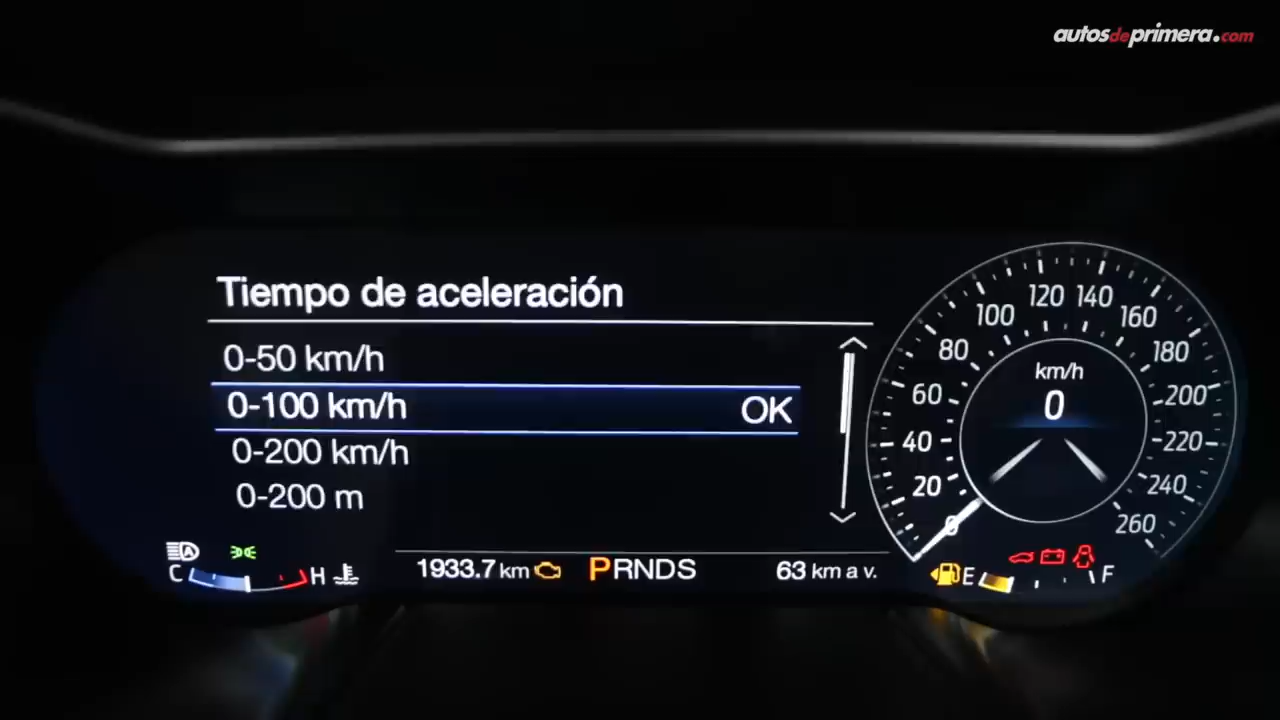 autosdeprimera.com
Tiempo de aceleración
0-50 km/h
0-100 km/h OK
0-200 km/h
0-200 m
C H
1933.7 km PRNDS 63 km a v.
0 20 40 60 80 100 120 140 160 180 200 220 240 260
km/h
0
E F